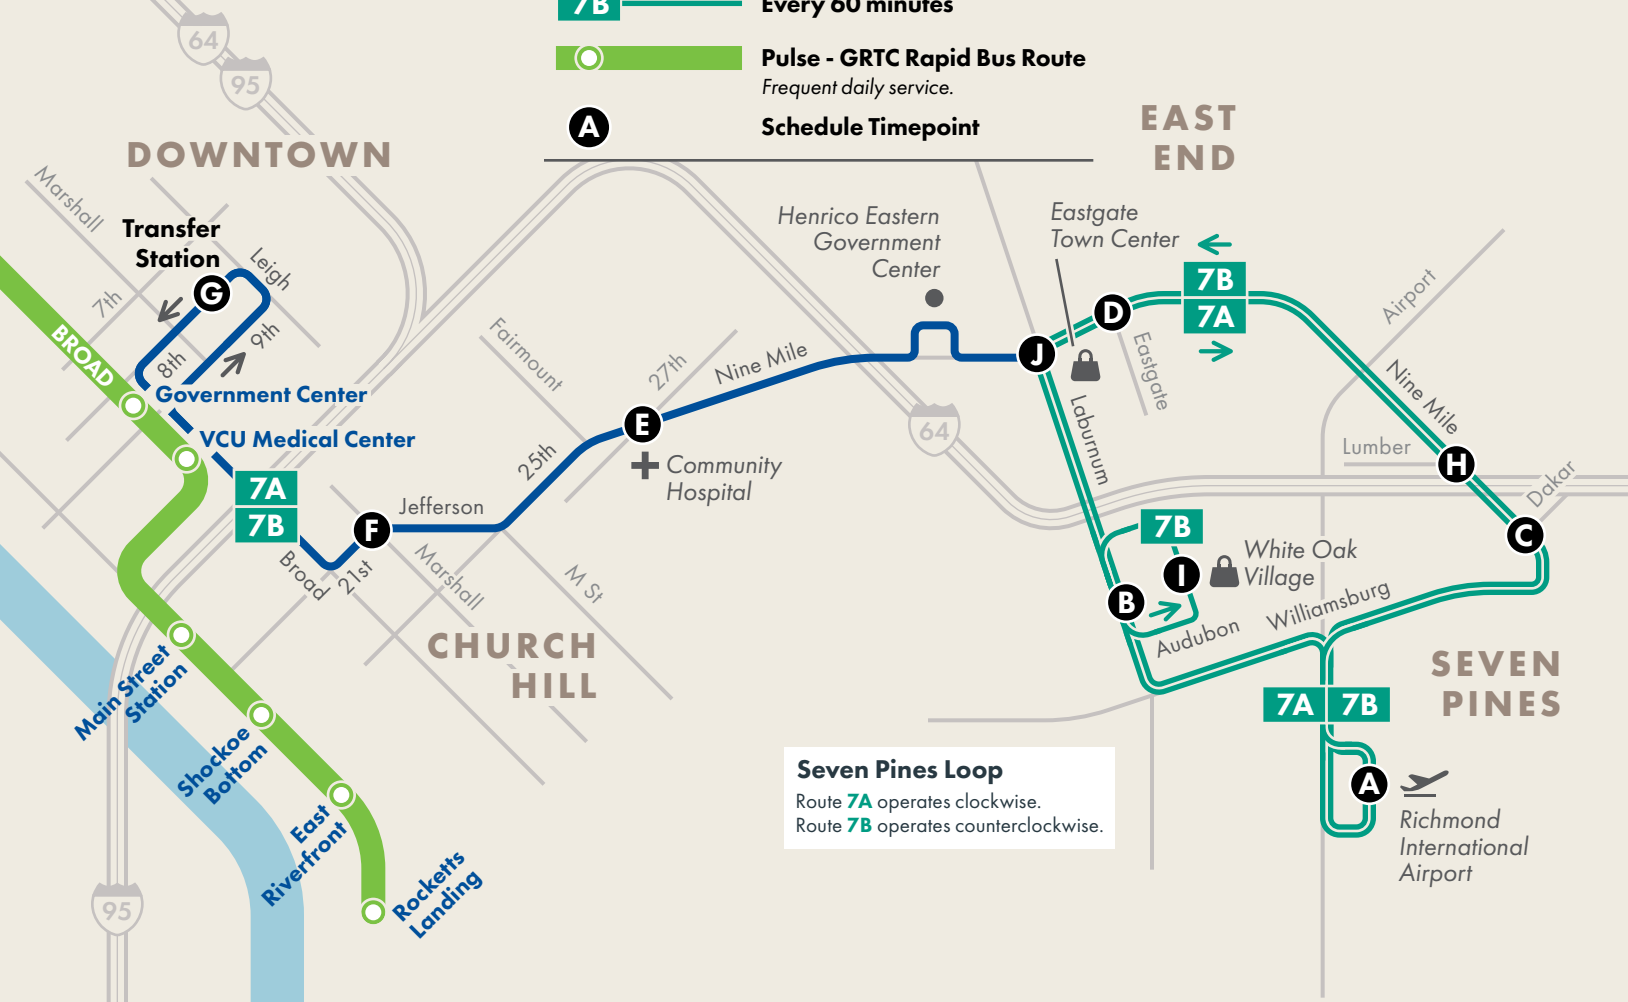 7B
Every 60 minutes
Pulse - GRTC Rapid Bus Route
Frequent daily service.
A
Schedule Timepoint
64
95
DOWNTOWN
EAST
END
Marshall
Transfer
Station
G
Leigh
7th
8th
9th
BROAD
Government Center
VCU Medical Center
7A
7B
Broad
21st
F
Jefferson
Marshall
25th
M St
Fairmount
27th
E
Community
Hospital
Nine Mile
Henrico Eastern
Government
Center
64
J
Eastgate
Town Center
D
Eastgate
7B
7A
Airport
Nine Mile
Lumber
H
Dakar
C
Laburnum
7B
I
White Oak
Village
B
Audubon
Williamsburg
CHURCH
HILL
SEVEN
PINES
7A
7B
A
Richmond
International
Airport
Seven Pines Loop
Route 7A operates clockwise.
Route 7B operates counterclockwise.
Main Street
Station
Shockoe
Bottom
East
Riverfront
Rocketts
Landing
95